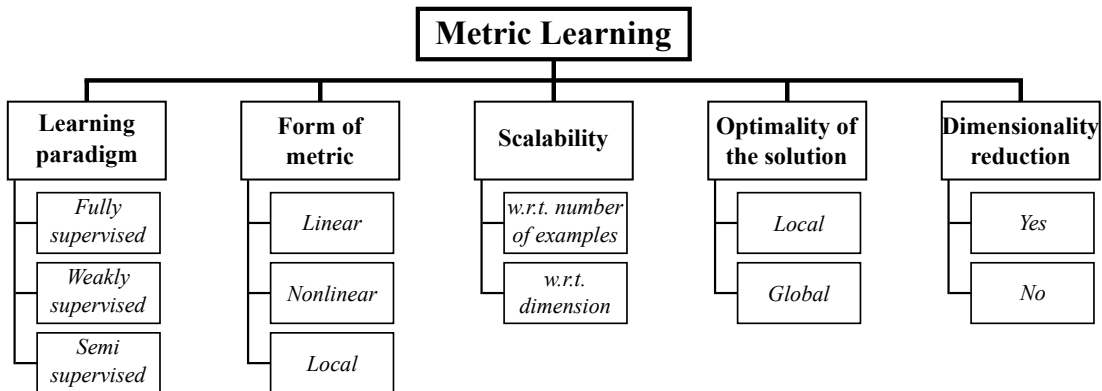 Metric Learning
Learning
paradigm
Fully
supervised
Weakly
supervised
Semi
supervised
Form of
metric
Linear
Nonlinear
Local
Scalability
w.r.t. number
of examples
w.r.t.
dimension
Optimality of
the solution
Local
Global
Dimensionality
reduction
Yes
No